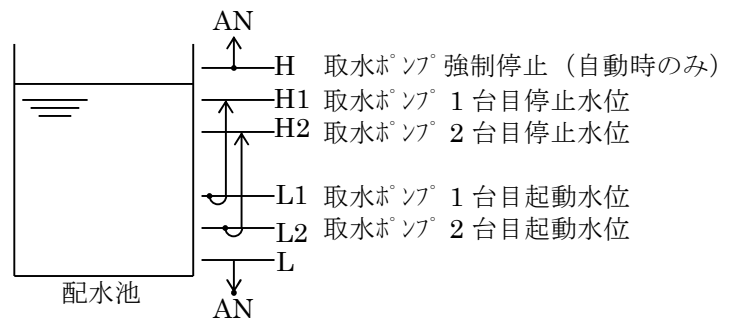 AN
H 取水ﾎﾟﾝﾌﾟ強制停止（自動時のみ）
H1 取水ﾎﾟﾝﾌﾟ 1 台目停止水位
H2 取水ﾎﾟﾝﾌﾟ 2 台目停止水位
L1 取水ﾎﾟﾝﾌﾟ 1 台目起動水位
L2 取水ﾎﾟﾝﾌﾟ 2 台目起動水位
L
配水池
AN